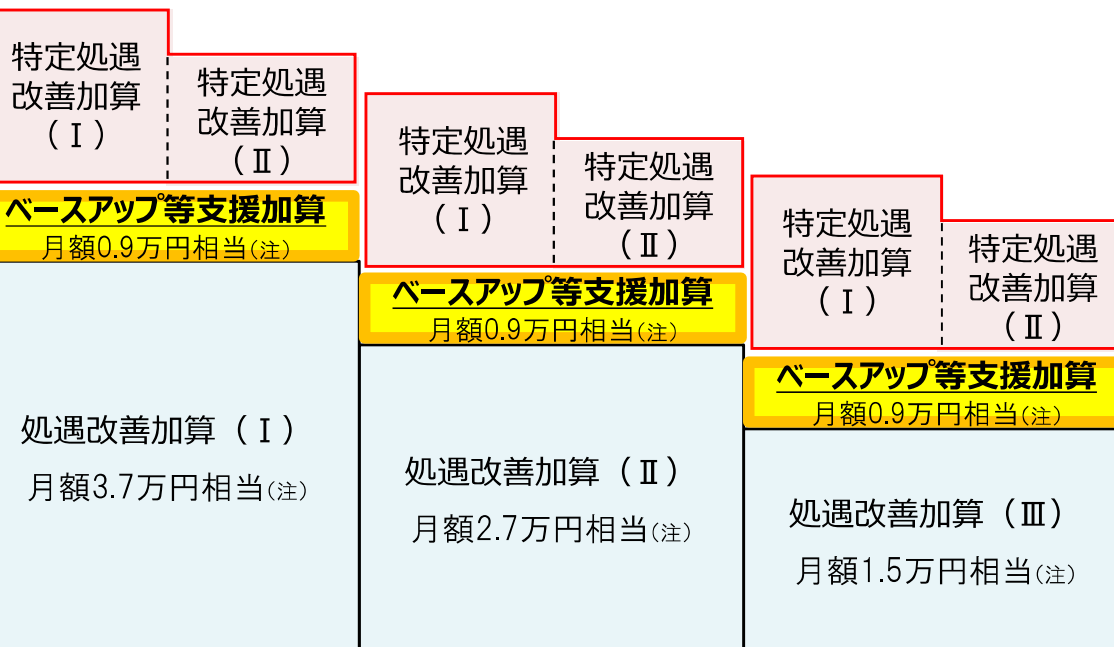 特定処遇
改善加算
（Ⅰ）
特定処遇
改善加算
（Ⅱ）
ベースアップ等支援加算
月額0.9万円相当(注)
処遇改善加算（Ⅰ）
月額3.7万円相当(注)
特定処遇
改善加算
（Ⅰ）
特定処遇
改善加算
（Ⅱ）
ベースアップ等支援加算
月額0.9万円相当(注)
処遇改善加算（Ⅱ）
月額2.7万円相当(注)
特定処遇
改善加算
（Ⅰ）
特定処遇
改善加算
（Ⅱ）
ベースアップ等支援加算
月額0.9万円相当(注)
処遇改善加算（Ⅲ）
月額1.5万円相当(注)